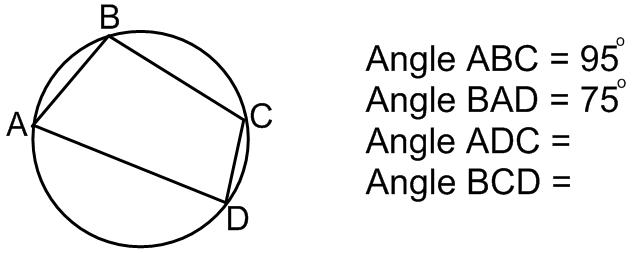 B
A
C
D
Angle ABC = 95°
Angle BAD = 75°
Angle ADC =
Angle BCD =